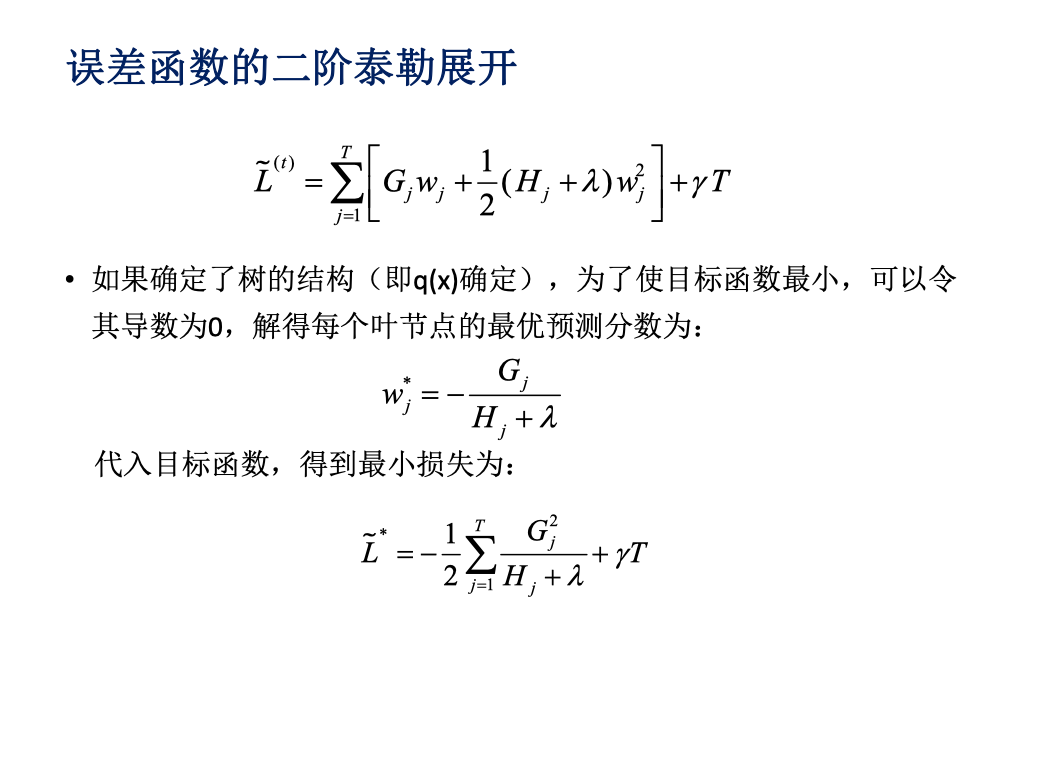 误差函数的二阶泰勒展开
$\tilde{L}^{(t)} = \sum_{j=1}^{T} \left[ G_j w_j + \frac{1}{2} (H_j + \lambda) w_j^2 \right] + \gamma T$
• 如果确定了树的结构（即q(x)确定），为了使目标函数最小，可以令
其导数为0，解得每个叶节点的最优预测分数为：
$w_j^* = - \frac{G_j}{H_j + \lambda}$
代入目标函数，得到最小损失为：
$\tilde{L}^* = - \frac{1}{2} \sum_{j=1}^{T} \frac{G_j^2}{H_j + \lambda} + \gamma T$